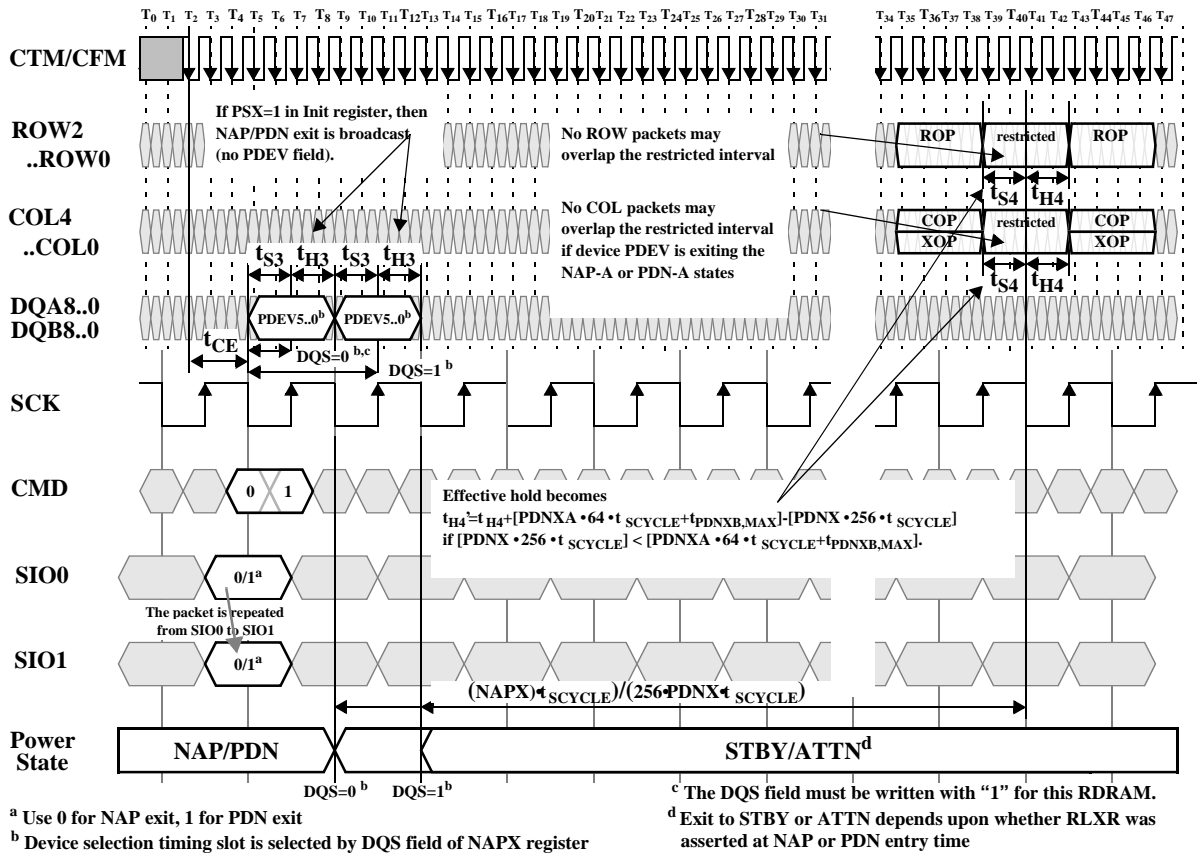 T0 T1 T2 T3 T4 T5 T6 T7 T8 T9 T10 T11 T12 T13 T14 T15 T16 T17 T18 T19 T20 T21 T22 T23 T24 T25 T26 T27 T28 T29 T30 T31 T34 T35 T36 T37 T38 T39 T40 T41 T42 T43 T44 T45 T46 T47
CTM/CFM
If PSX=1 in Init register, then
NAP/PDN exit is broadcast
(no PDEV field).
ROW2
..ROW0
No ROW packets may
overlap the restricted interval
ROP restricted ROP
tS4 tH4
COL4
..COL0
No COL packets may
overlap the restricted interval
if device PDEV is exiting the
NAP-A or PDN-A states
COP restricted COP
XOP XOP
tS3 tH3 tS3 tH3
tS4 tH4
DQA8..0
DQB8..0
PDEV5..0b PDEV5..0b
tCE
DQS=0 b,c
DQS=1 b
SCK
CMD
0 1
Effective hold becomes
tH4'=tH4+[PDNXA•64•tSCYCLE+tPDNXB,MAX]-[PDNX•256•tSCYCLE]
if [PDNX•256•tSCYCLE] < [PDNXA•64•tSCYCLE+tPDNXB,MAX].
SIO0
0/1a
The packet is repeated
from SIO0 to SIO1
SIO1
0/1a
(NAPX)•tSCYCLE)/(256•PDNX•tSCYCLE)
Power
State
NAP/PDN
STBY/ATTNd
DQS=0 b DQS=1b
a Use 0 for NAP exit, 1 for PDN exit
b Device selection timing slot is selected by DQS field of NAPX register
c The DQS field must be written with “1” for this RDRAM.
d Exit to STBY or ATTN depends upon whether RLXR was
asserted at NAP or PDN entry time